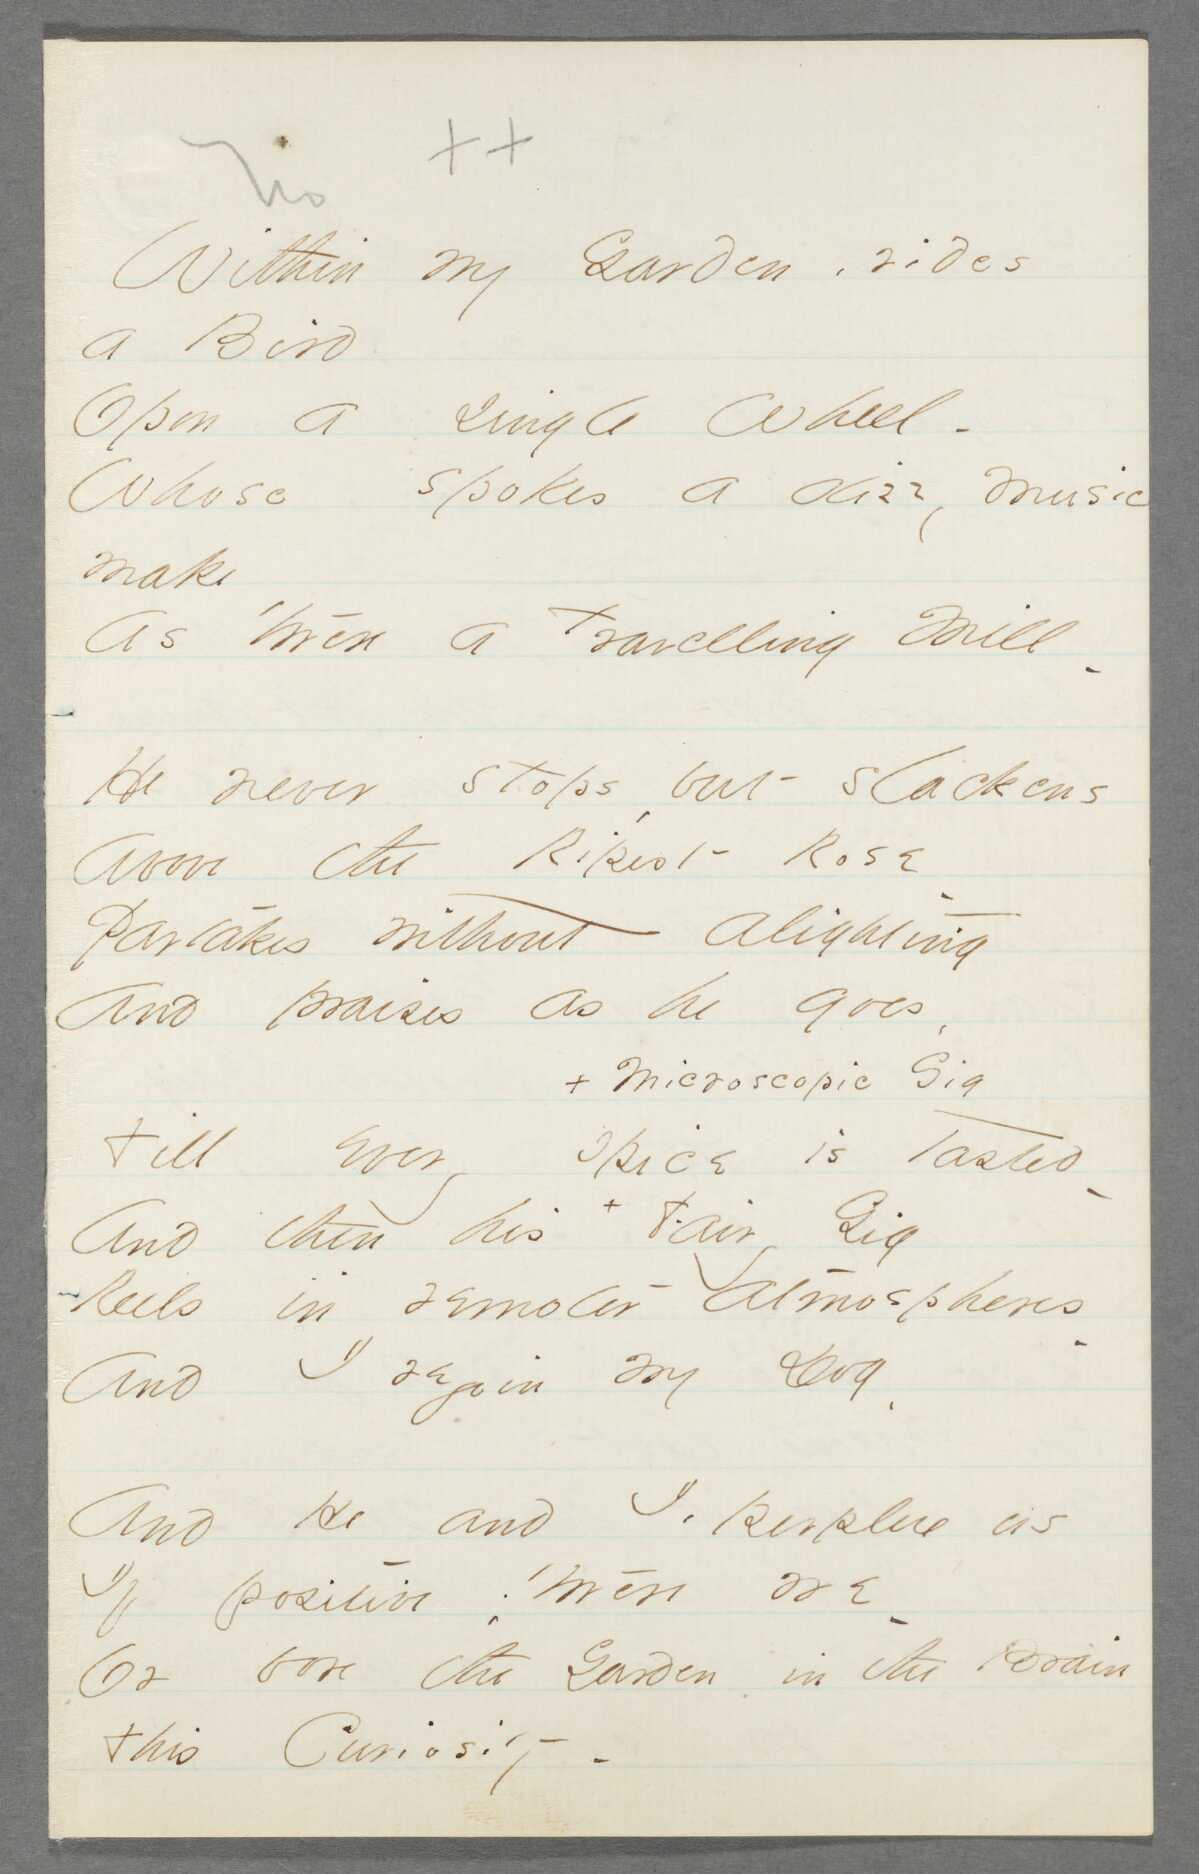 No ++
Within my Garden, rides
a Bird
Opon a single Wheel -
Whose spokes a dizzy music
make
As 'twere a travelling Mill -
He never stops, but slackens
Above the Ripest Rose -
Partakes without alighting
And praises as he goes,
+ Microscopic Gig
Till every spice is tasted -
And then his + Fairy Gig
Reels in remoter atmospheres -
And I rejoin my Dog,
And He and I, perplex us
If positive, 'twere we -
Or bore the Garden in the Brain
This Curiosity -